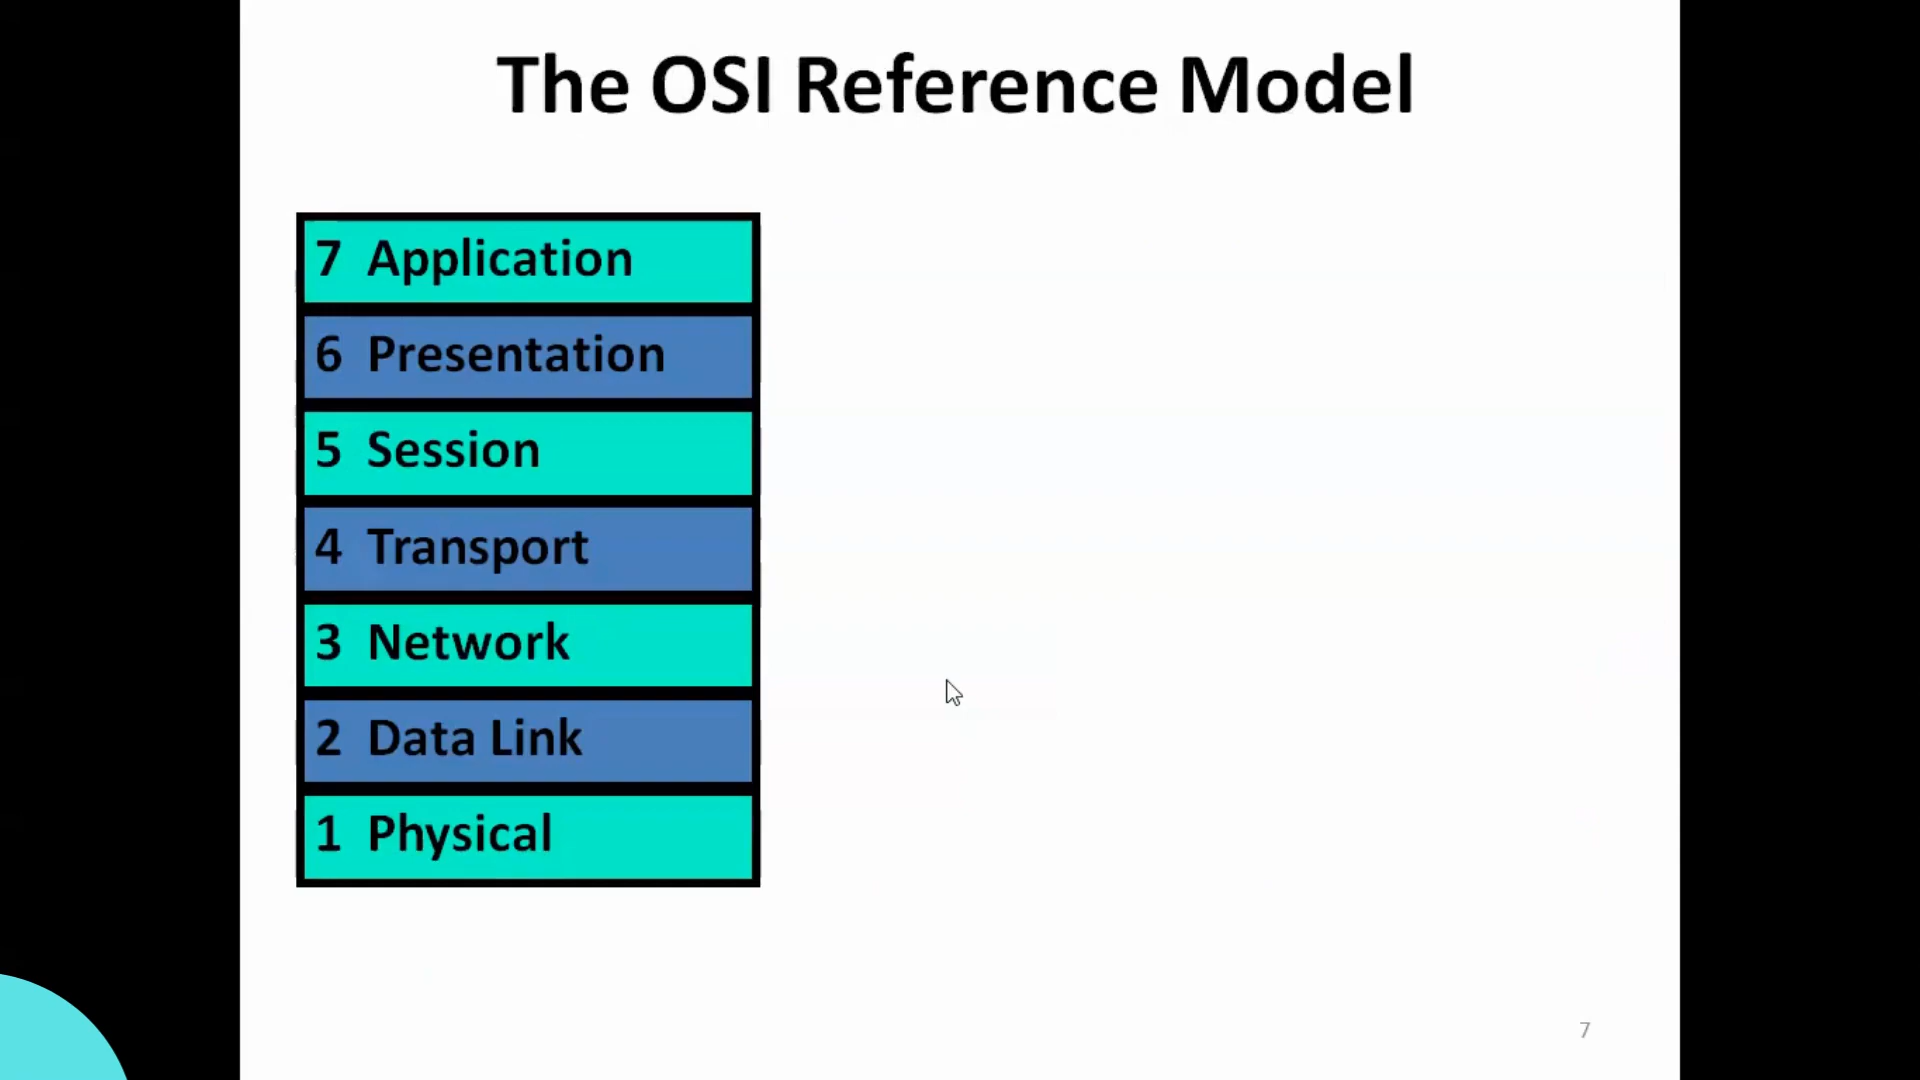 The OSI Reference Model
7 Application
6 Presentation
5 Session
4 Transport
3 Network
2 Data Link
1 Physical
7